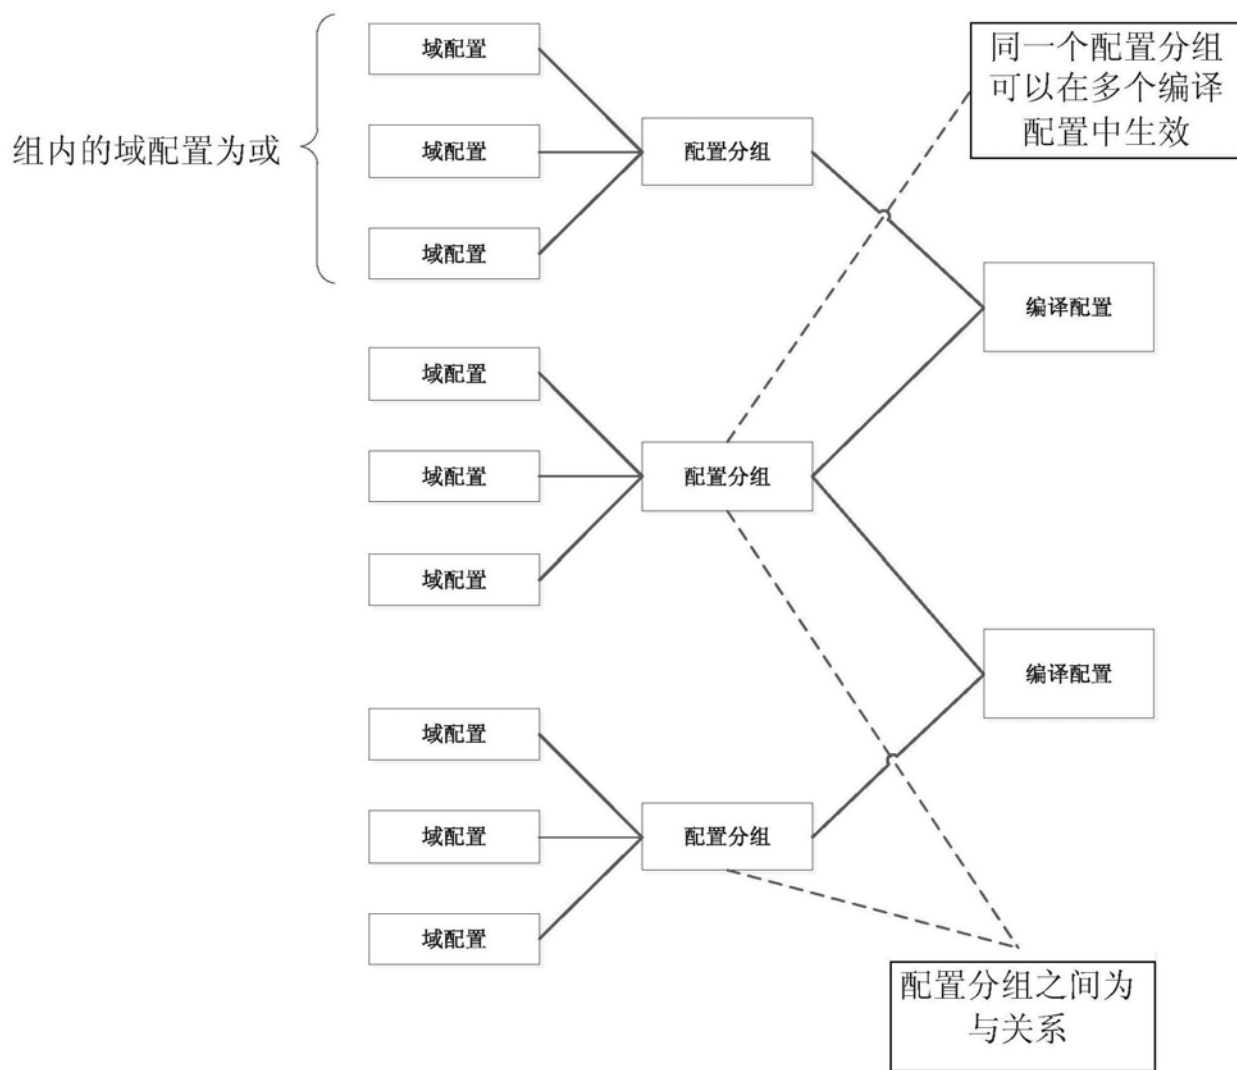 域配置
同一个配置分组
可以在多个编译
配置中生效
组内的域配置为或
域配置
配置分组
域配置
编译配置
域配置
域配置
配置分组
域配置
编译配置
域配置
域配置
配置分组
域配置
配置分组之间为
与关系